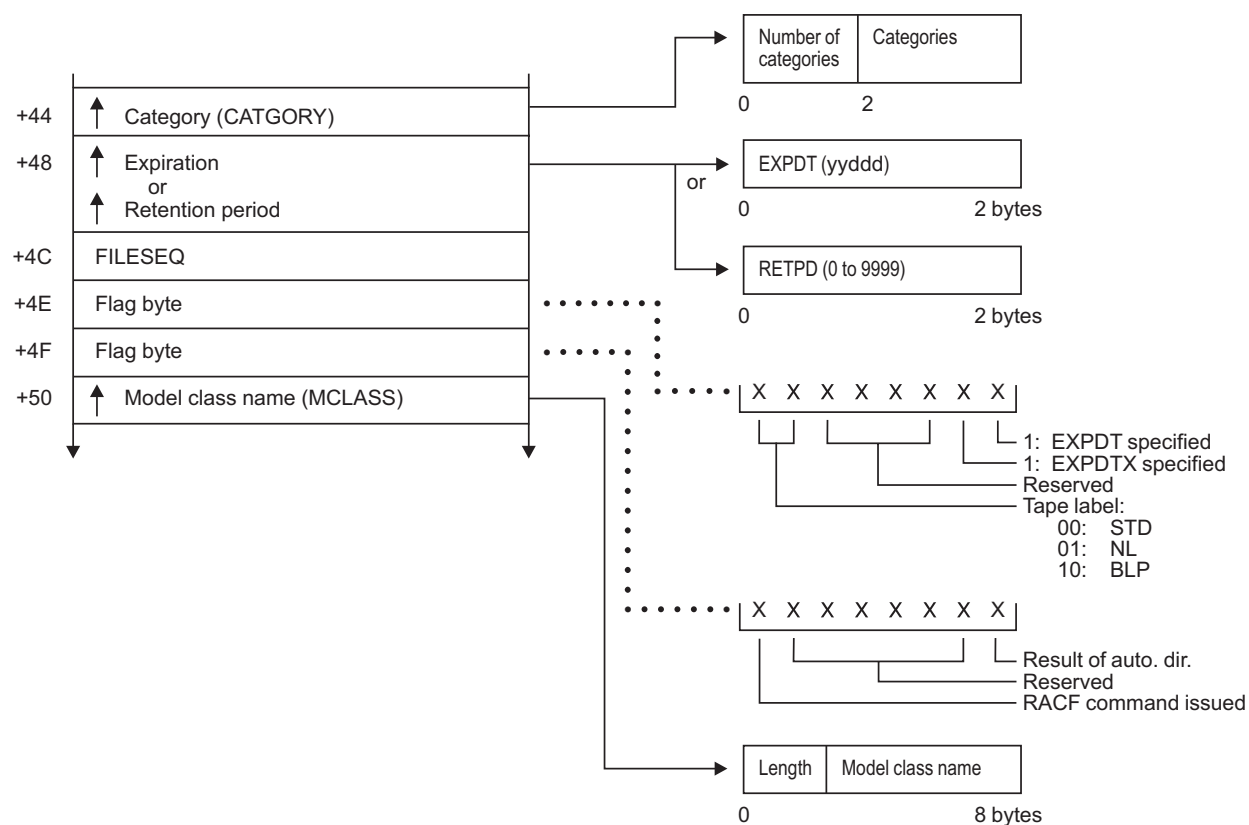 Number of categories
Categories
0
2
+44
Category (CATGORY)
+48
Expiration
or
Retention period
or
EXPDT (yyddd)
0
2 bytes
+4C
FILESEQ
RETPD (0 to 9999)
0
2 bytes
+4E
Flag byte
+4F
Flag byte
+50
Model class name (MCLASS)
X X X X X X X X
1: EXPDT specified
1: EXPDTX specified
Reserved
Tape label:
00: STD
01: NL
10: BLP
X X X X X X X X
Result of auto. dir.
Reserved
RACF command issued
Length
Model class name
0
8 bytes